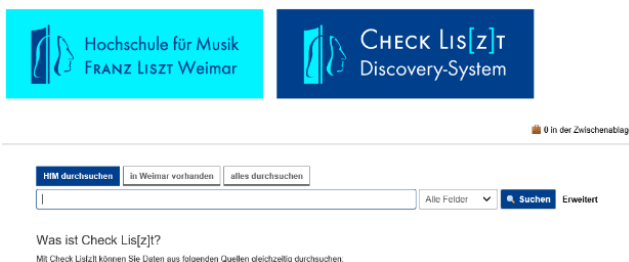 Hochschule für Musik
FRANZ LISZT Weimar
CHECK LIS[Z]T
Discovery-System
0 in der Zwischenablag
HfM durchsuchen in Weimar vorhanden alles durchsuchen
Alle Felder Suchen Erweitert
Was ist Check Lis[z]t?
Mit Check Lis[z]t können Sie Daten aus folgenden Quellen gleichzeitig durchsuchen: